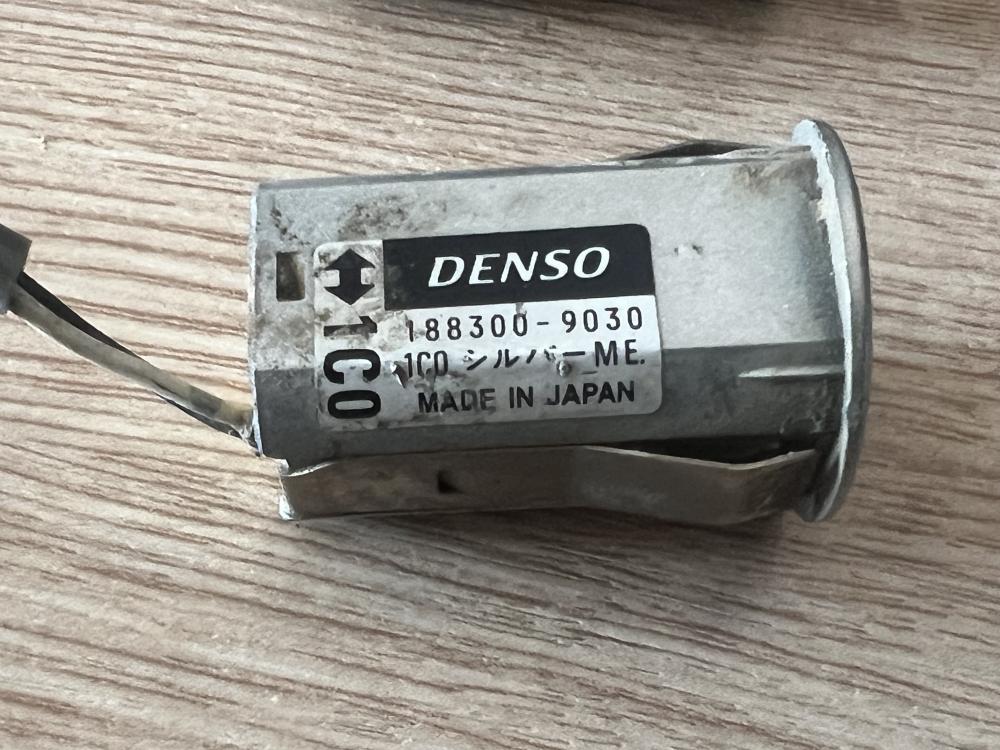 DENSO
188300-9030
1C0 シルバーME.
MADE IN JAPAN
1C0